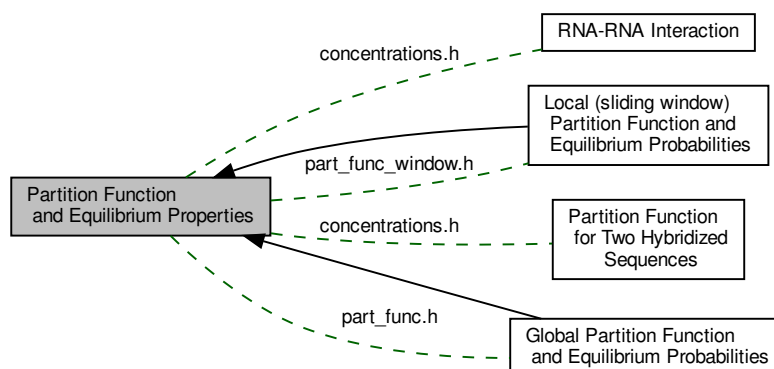 RNA-RNA Interaction
concentrations.h
Local (sliding window)
Partition Function and
Equilibrium Probabilities
part_func_window.h
Partition Function
and Equilibrium Properties
concentrations.h
Partition Function
for Two Hybridized
Sequences
part_func.h
Global Partition Function
and Equilibrium Probabilities